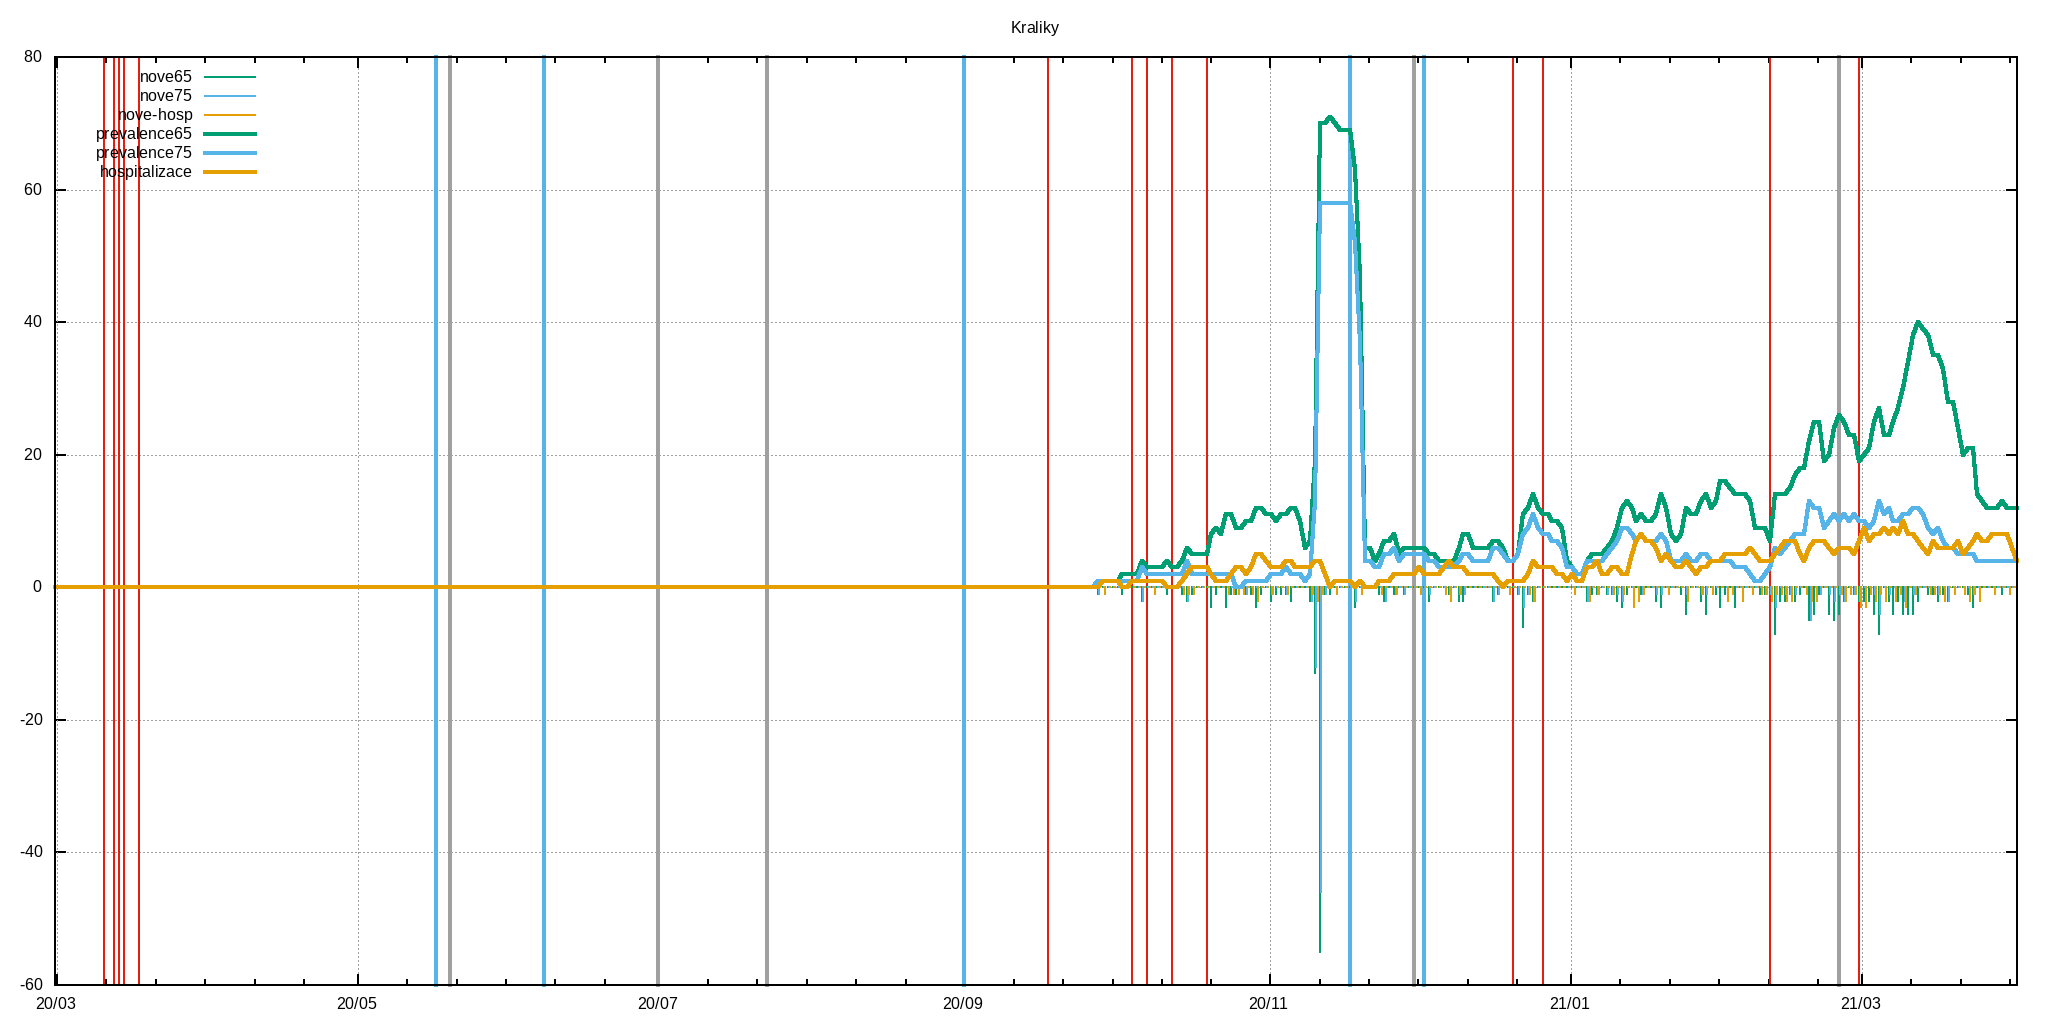 Kraliky
80
nove65
nove75
nove-hosp
prevalence65
prevalence75
hospitalizace
60
40
20
0
-20
-40
-60
20/03 20/05 20/07 20/09 20/11 21/01 21/03